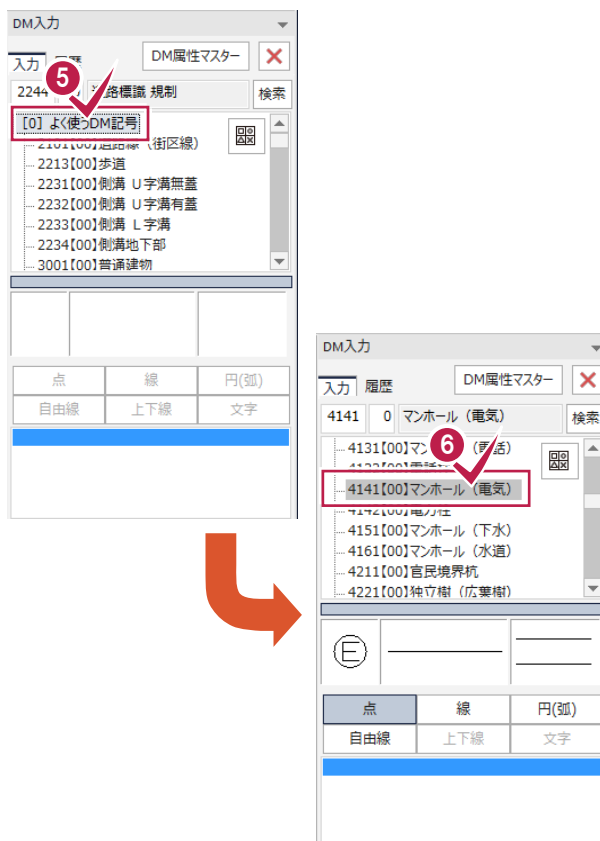 DM入力
入力 履歴 DM属性マスター
2244 道路標識 規制 検索
5
[0] よく使うDM記号
2101【00】道路縁（街区線）
2213【00】歩道
2231【00】側溝 U字溝無蓋
2232【00】側溝 U字溝有蓋
2233【00】側溝 L字溝
2234【00】側溝地下部
3001【00】普通建物
点 線 円(弧)
自由線 上下線 文字
DM入力
入力 履歴 DM属性マスター
4141 0 マンホール（電気） 検索
4131【00】マンホール（電話）
6
4141【00】マンホール（電気）
4142【00】電力柱
4151【00】マンホール（下水）
4161【00】マンホール（水道）
4211【00】官民境界杭
4221【00】独立樹（広葉樹）
E
点 線 円(弧)
自由線 上下線 文字